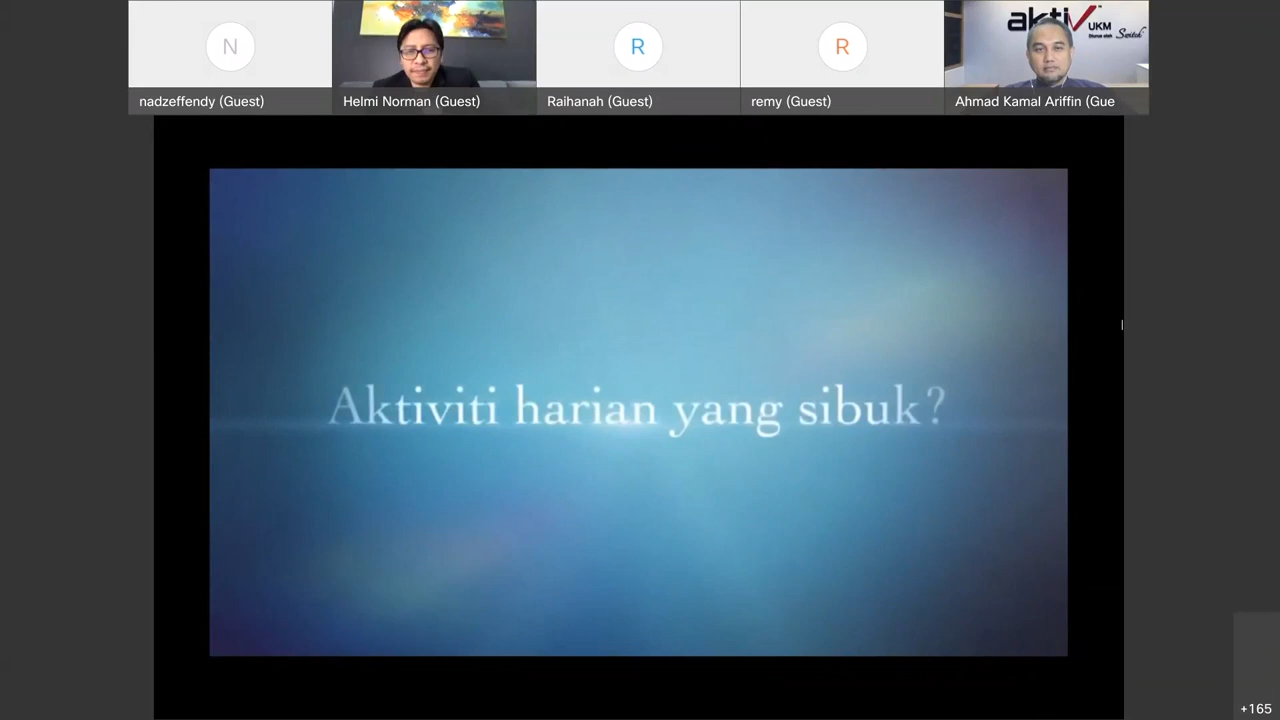 N
nadzeffendy (Guest)
Helmi Norman (Guest)
R
Raihanah (Guest)
R
remy (Guest)
aktiv UKM
Ahmad Kamal Ariffin (Gue
Aktiviti harian yang sibuk?
+165